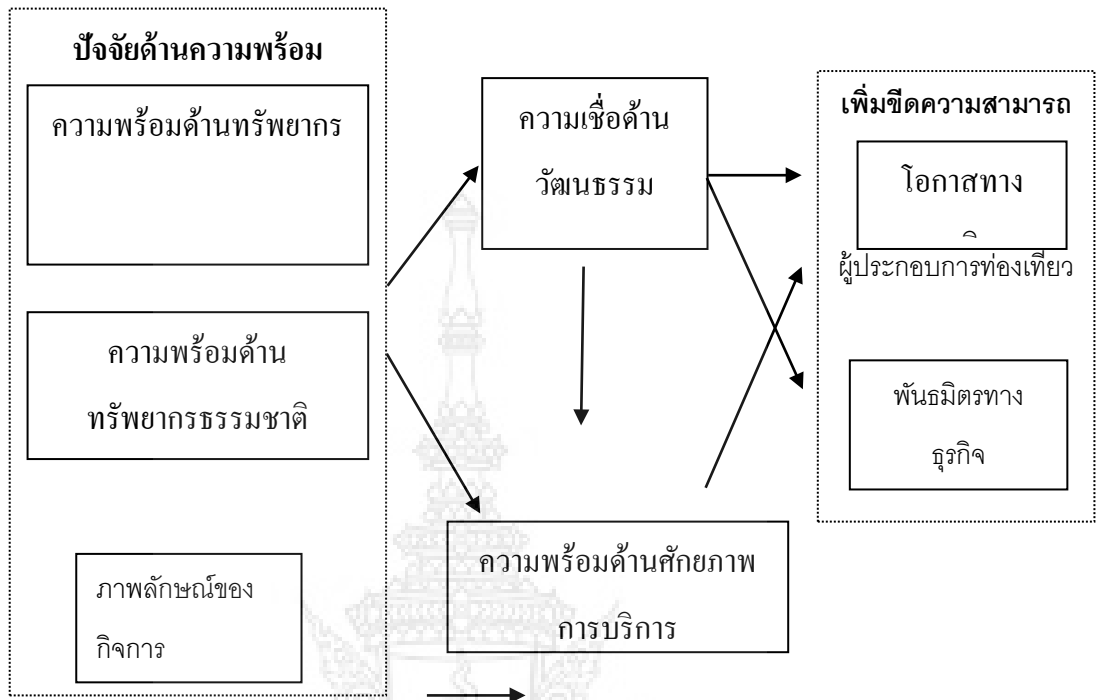 ปัจจัยด้านความพร้อม
ความพร้อมด้านทรัพยากร
ความพร้อมด้าน
ทรัพยากรธรรมชาติ
ภาพลักษณ์ของ
กิจการ
ความเชื่อด้าน
วัฒนธรรม
ความพร้อมด้านศักยภาพ
การบริการ
เพิ่มขีดความสามารถ
โอกาสทาง
ผู้ประกอบการท่องเที่ยว
พันธมิตรทาง
ธุรกิจ